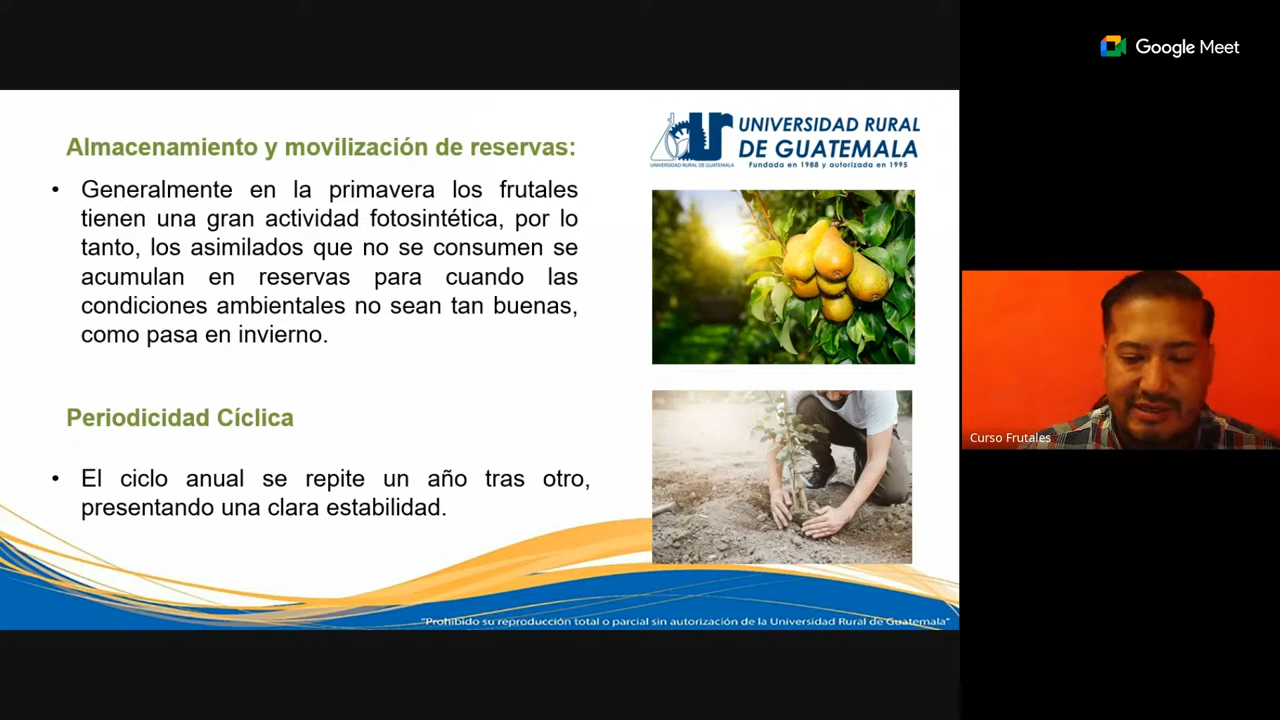 Google Meet
UNIVERSIDAD RURAL
DE GUATEMALA
Fundada en 1988 y autorizada en 1995
UNIVERSIDAD RURAL DE GUATEMALA
Almacenamiento y movilización de reservas:
• Generalmente en la primavera los frutales
tienen una gran actividad fotosintética, por lo
tanto, los asimilados que no se consumen se
acumulan en reservas para cuando las
condiciones ambientales no sean tan buenas,
como pasa en invierno.
Periodicidad Cíclica
• El ciclo anual se repite un año tras otro,
presentando una clara estabilidad.
"Prohibido su reproducción total o parcial sin autorización de la Universidad Rural de Guatemala"
Curso Frutales